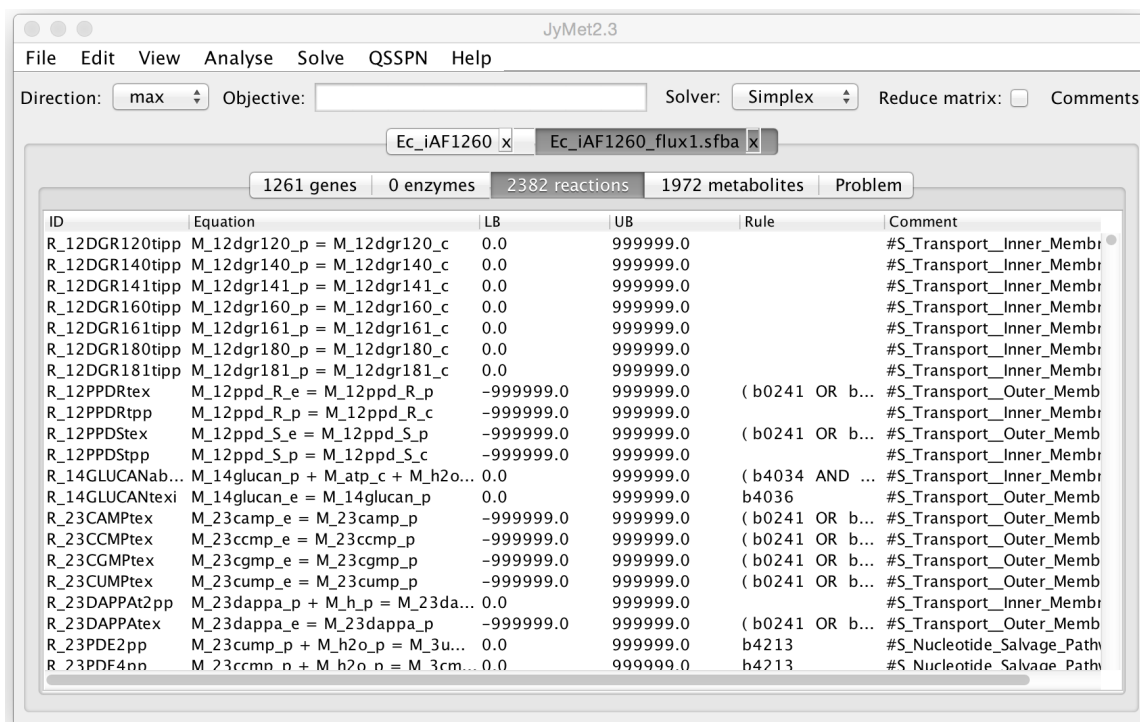 JyMet2.3
File Edit View Analyse Solve QSSPN Help
Direction: max Objective: Solver: Simplex Reduce matrix: Comments
Ec_iAF1260 x Ec_iAF1260_flux1.sfba x
1261 genes 0 enzymes 2382 reactions 1972 metabolites Problem
ID Equation LB UB Rule Comment
R_12DGR120tipp M_12dgr120_p = M_12dgr120_c 0.0 999999.0 #S_Transport__Inner_Membr
R_12DGR140tipp M_12dgr140_p = M_12dgr140_c 0.0 999999.0 #S_Transport__Inner_Membr
R_12DGR141tipp M_12dgr141_p = M_12dgr141_c 0.0 999999.0 #S_Transport__Inner_Membr
R_12DGR160tipp M_12dgr160_p = M_12dgr160_c 0.0 999999.0 #S_Transport__Inner_Membr
R_12DGR161tipp M_12dgr161_p = M_12dgr161_c 0.0 999999.0 #S_Transport__Inner_Membr
R_12DGR180tipp M_12dgr180_p = M_12dgr180_c 0.0 999999.0 #S_Transport__Inner_Membr
R_12DGR181tipp M_12dgr181_p = M_12dgr181_c 0.0 999999.0 #S_Transport__Inner_Membr
R_12PPDRtex M_12ppd_R_e = M_12ppd_R_p -999999.0 999999.0 ( b0241 OR b... #S_Transport__Outer_Memb
R_12PPDRtpp M_12ppd_R_p = M_12ppd_R_c -999999.0 999999.0 #S_Transport__Inner_Membr
R_12PPDStex M_12ppd_S_e = M_12ppd_S_p -999999.0 999999.0 ( b0241 OR b... #S_Transport__Outer_Memb
R_12PPDStpp M_12ppd_S_p = M_12ppd_S_c -999999.0 999999.0 #S_Transport__Inner_Membr
R_14GLUCANab... M_14glucan_p + M_atp_c + M_h2o... 0.0 999999.0 ( b4034 AND ... #S_Transport__Inner_Membr
R_14GLUCANtexi M_14glucan_e = M_14glucan_p 0.0 999999.0 b4036 #S_Transport__Outer_Memb
R_23CAMPtex M_23camp_e = M_23camp_p -999999.0 999999.0 ( b0241 OR b... #S_Transport__Outer_Memb
R_23CCMPtex M_23ccmp_e = M_23ccmp_p -999999.0 999999.0 ( b0241 OR b... #S_Transport__Outer_Memb
R_23CGMPtex M_23cgmp_e = M_23cgmp_p -999999.0 999999.0 ( b0241 OR b... #S_Transport__Outer_Memb
R_23CUMPtex M_23cump_e = M_23cump_p -999999.0 999999.0 ( b0241 OR b... #S_Transport__Outer_Memb
R_23DAPPAt2pp M_23dappa_p + M_h_p = M_23da... 0.0 999999.0 #S_Transport__Inner_Membr
R_23DAPPAtex M_23dappa_e = M_23dappa_p -999999.0 999999.0 ( b0241 OR b... #S_Transport__Outer_Memb
R_23PDE2pp M_23cump_p + M_h2o_p = M_3u... 0.0 999999.0 b4213 #S_Nucleotide_Salvage_Pathw
R_23PDE4pp M_23ccmp_p + M_h2o_p = M_3cm... 0.0 999999.0 b4213 #S_Nucleotide_Salvage_Pathw